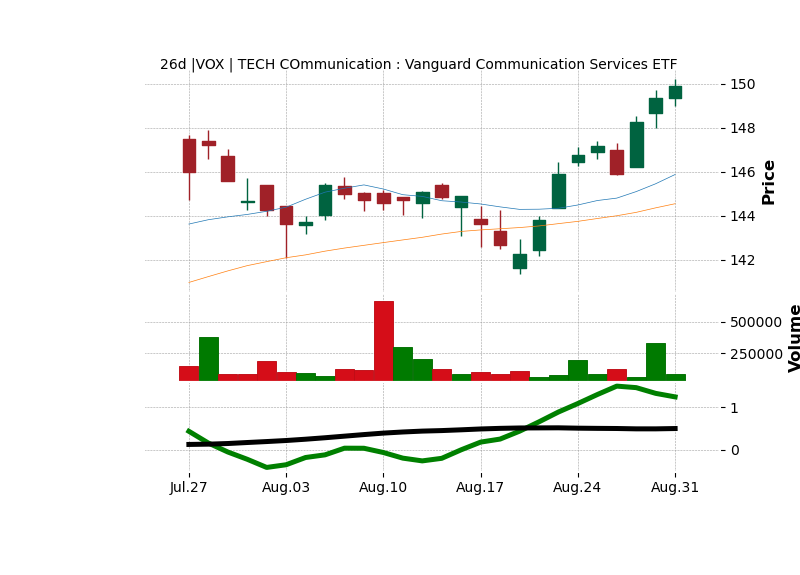 26d |VOX | TECH COmmunication : Vanguard Communication Services ETF
150
148
146
144
142
Price
500000
250000
Volume
1
0
Jul.27 Aug.03 Aug.10 Aug.17 Aug.24 Aug.31